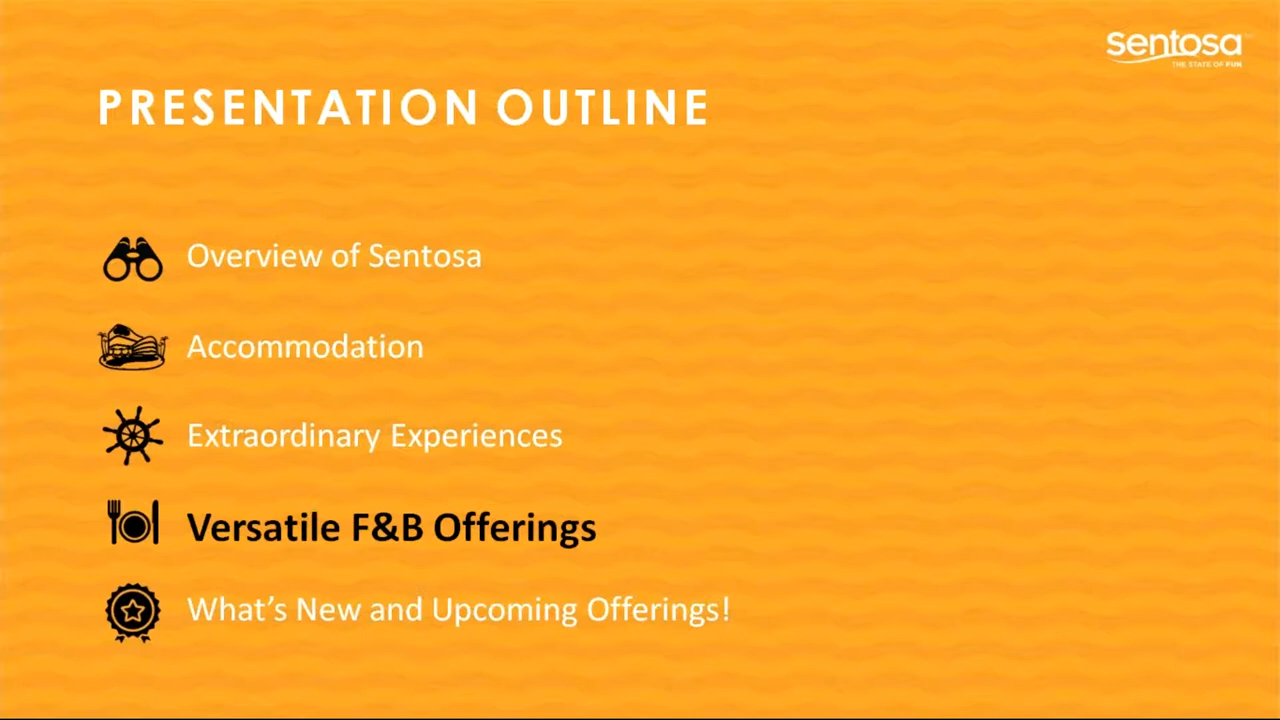 sentosa
THE STATE OF FUN
PRESENTATION OUTLINE
Overview of Sentosa
Accommodation
Extraordinary Experiences
Versatile F&B Offerings
What's New and Upcoming Offerings!